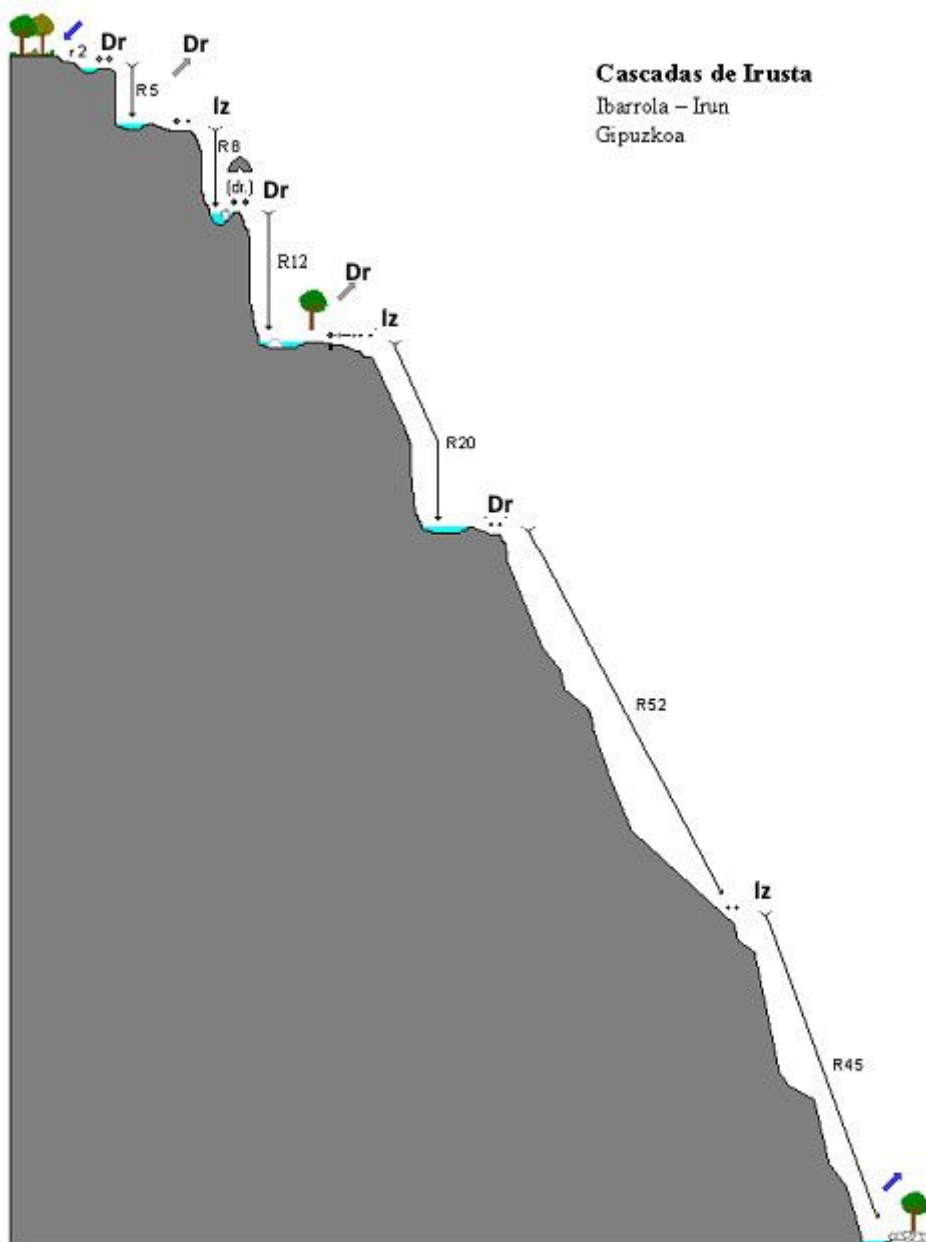 Cascadas de Irusta
Ibarrola – Irun
Gipuzkoa
r 2
Dr
Dr
R5
Iz
R8
(dr.)
Dr
R12
Dr
Iz
R20
Dr
R52
Iz
R45